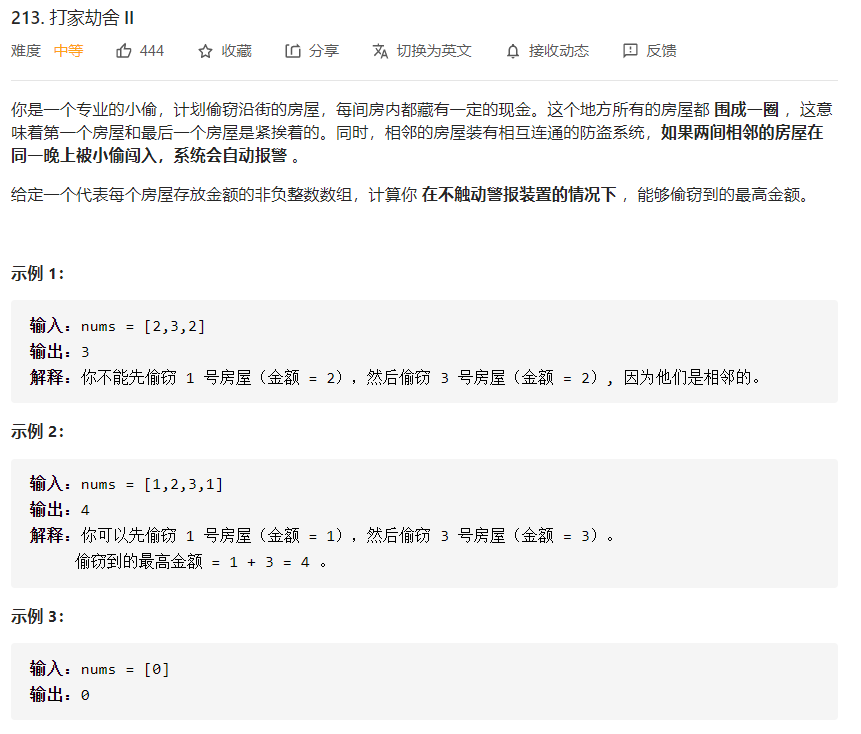 213. 打家劫舍 II
难度 中等 444 收藏 分享 切换为英文 接收动态 反馈
你是一个专业的小偷，计划偷窃沿街的房屋，每间房内都藏有一定的现金。这个地方所有的房屋都 围成一圈 ，这意
味着第一个房屋和最后一个房屋是紧挨着的。同时，相邻的房屋装有相互连通的防盗系统，如果两间相邻的房屋在
同一晚上被小偷闯入，系统会自动报警 。
给定一个代表每个房屋存放金额的非负整数数组，计算你 在不触动警报装置的情况下 ，能够偷窃到的最高金额。
示例 1：
输入：nums = [2,3,2]
输出：3
解释：你不能先偷窃 1 号房屋（金额 = 2），然后偷窃 3 号房屋（金额 = 2）, 因为他们是相邻的。
示例 2：
输入：nums = [1,2,3,1]
输出：4
解释：你可以先偷窃 1 号房屋（金额 = 1），然后偷窃 3 号房屋（金额 = 3）。
偷窃到的最高金额 = 1 + 3 = 4 。
示例 3：
输入：nums = [0]
输出：0